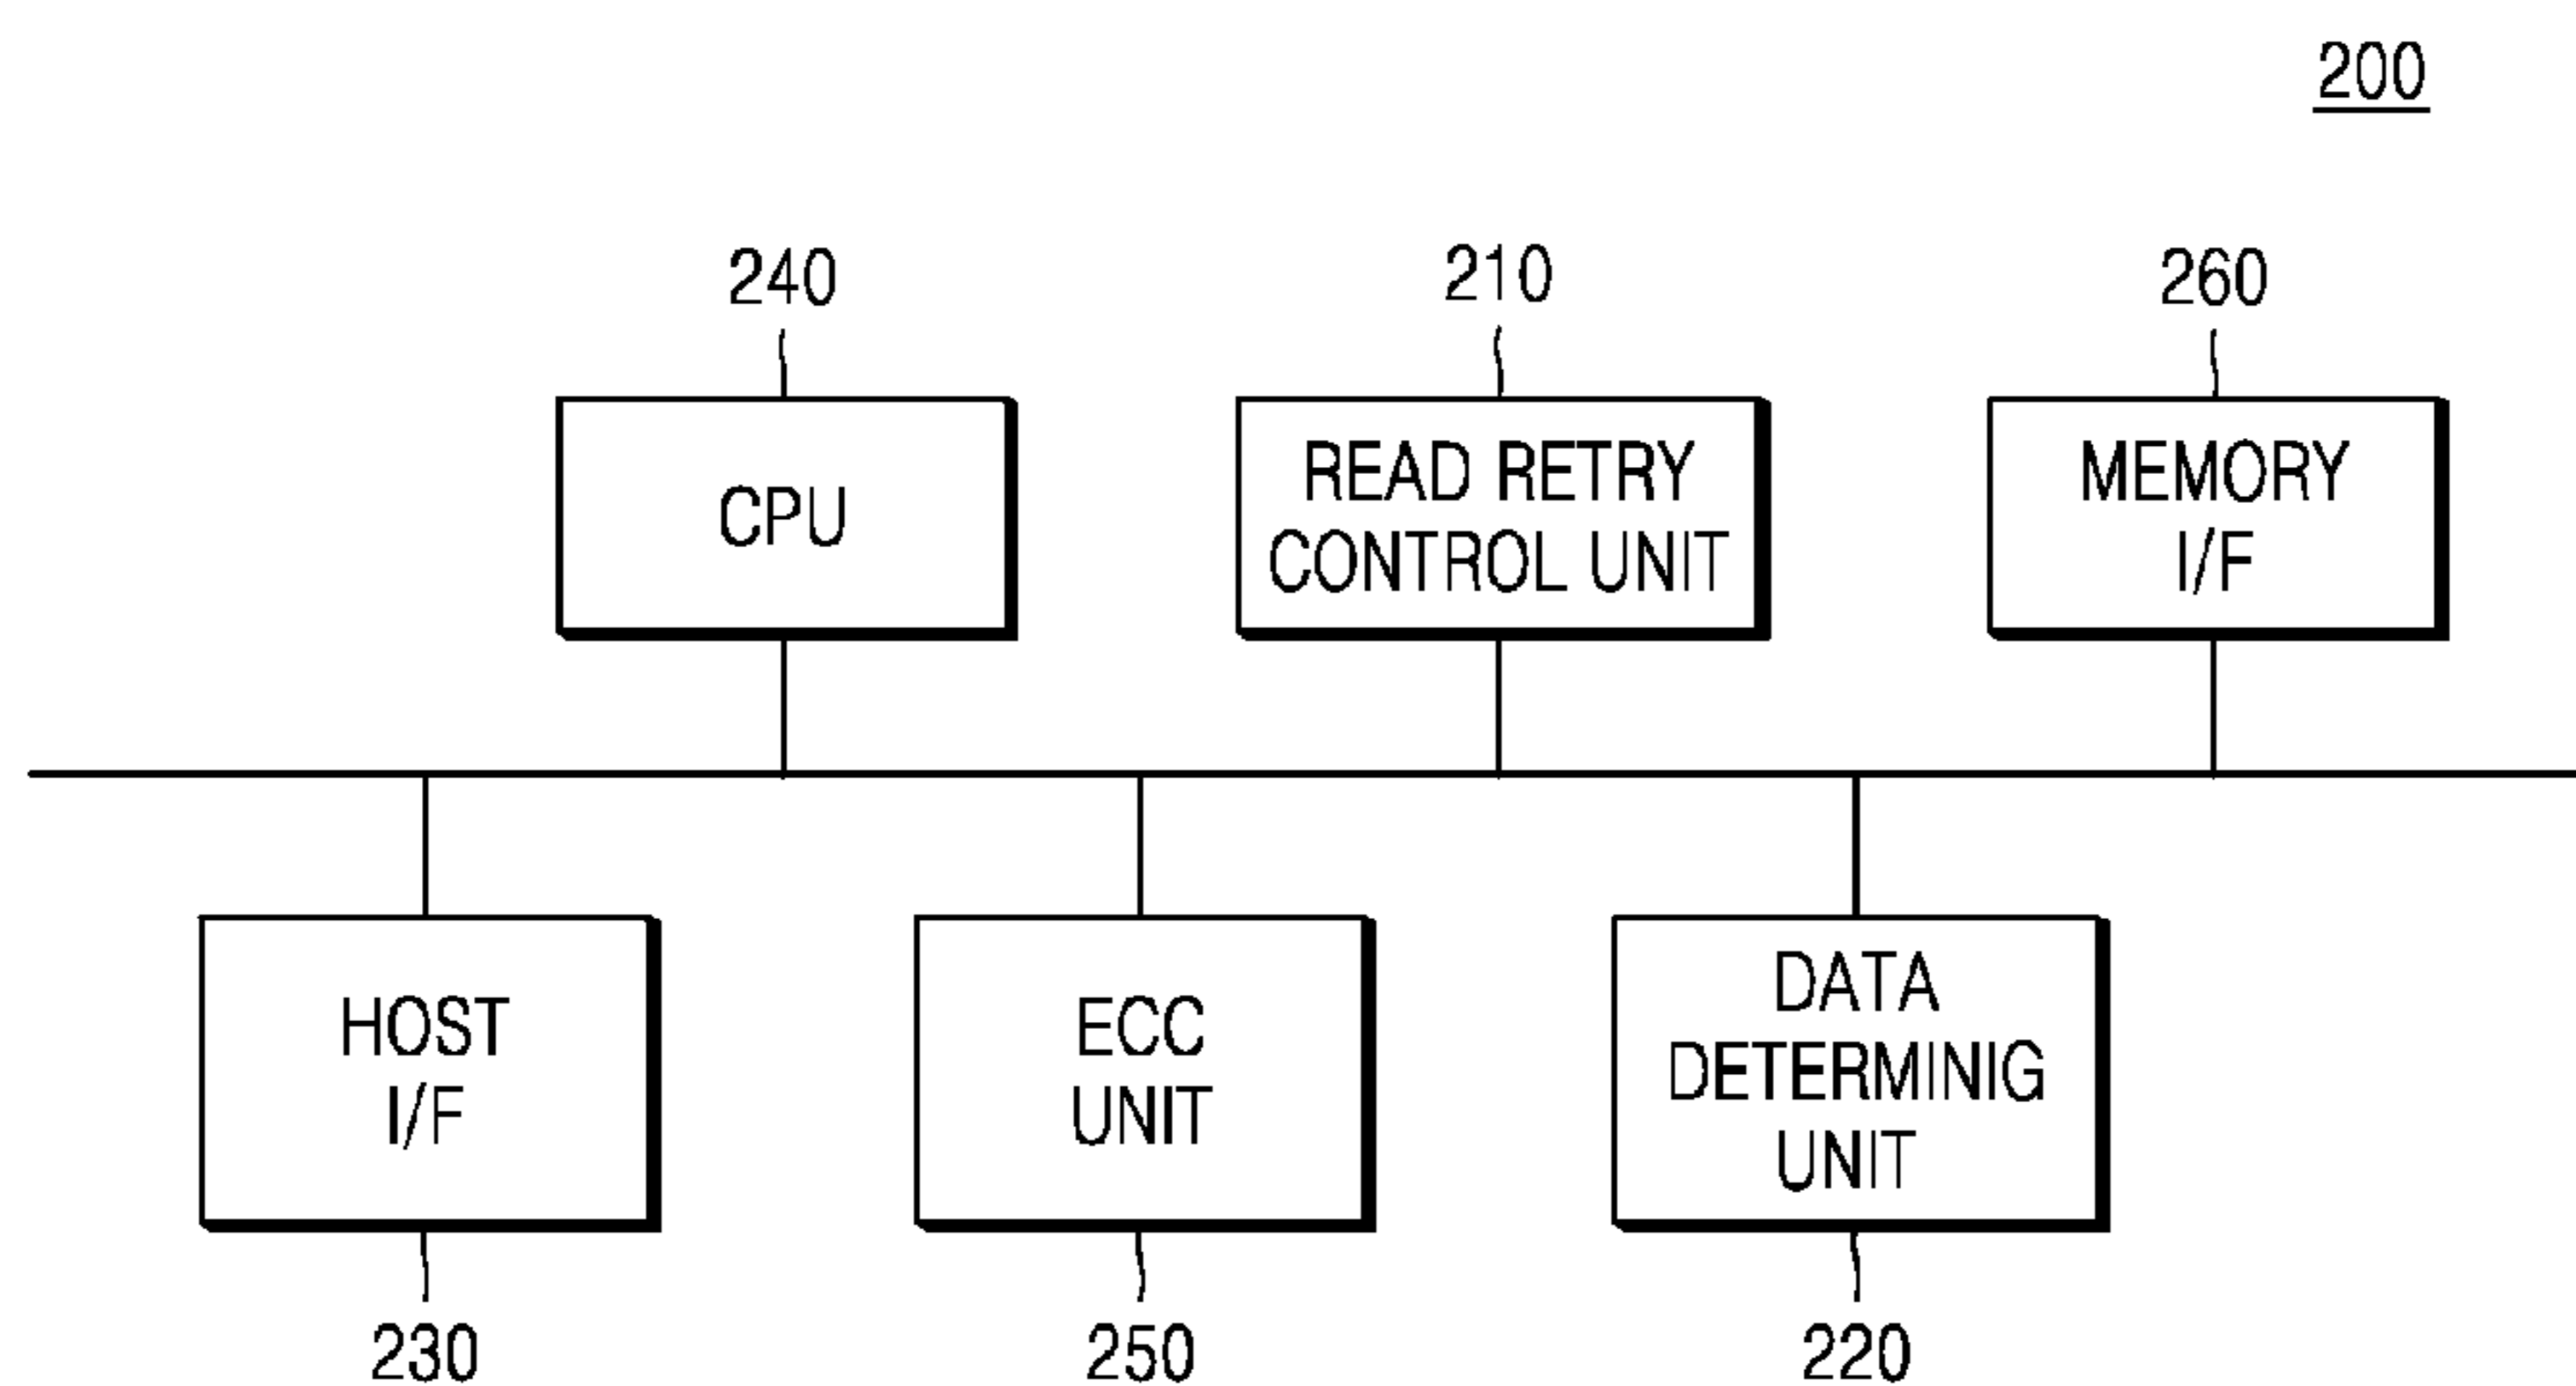 200
240
210
260
CPU
READ RETRY
CONTROL UNIT
MEMORY
I/F
HOST
I/F
ECC
UNIT
DATA
DETERMINIG
UNIT
230
250
220